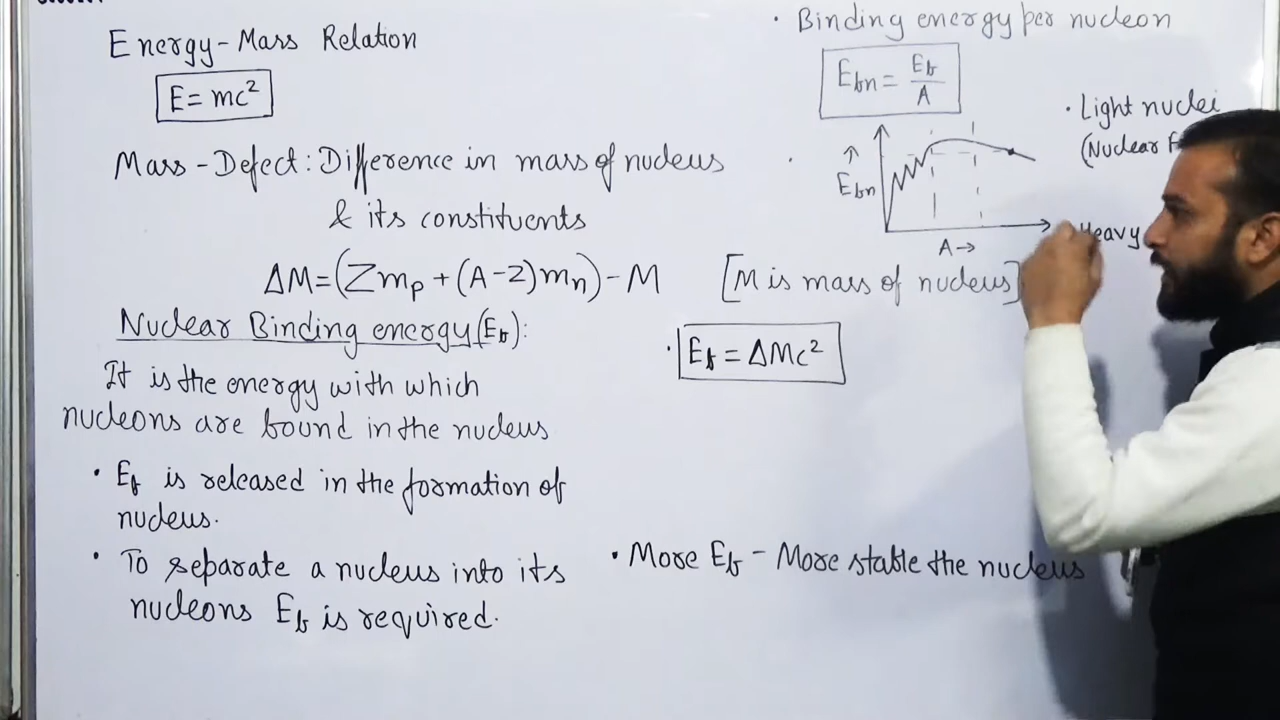 Energy-Mass Relation
E = mc²
Mass-Defect: Difference in mass of nucleus
& its constituents
ΔM = (Zmp + (A-Z)mn) - M [M is mass of nucleus]
Nuclear Binding energy (Eb):
It is the energy with which
nucleons are bound in the nucleus
• Eb is released in the formation of
nucleus.
• To separate a nucleus into its
nucleons Eb is required.
• Eb = ΔMc²
• More Eb - More stable the nucleus
• Binding energy per nucleon
Ebn = Eb/A
Ebn
A →
• Light nuclei
(Nuclear
Heavy